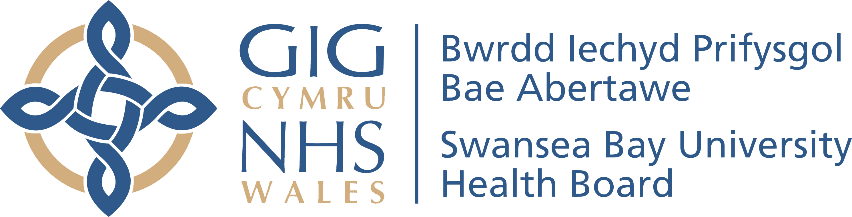 GIG
CYMRU
NHS
WALES
Bwrdd Iechyd Prifysgol
Bae Abertawe
Swansea Bay University
Health Board